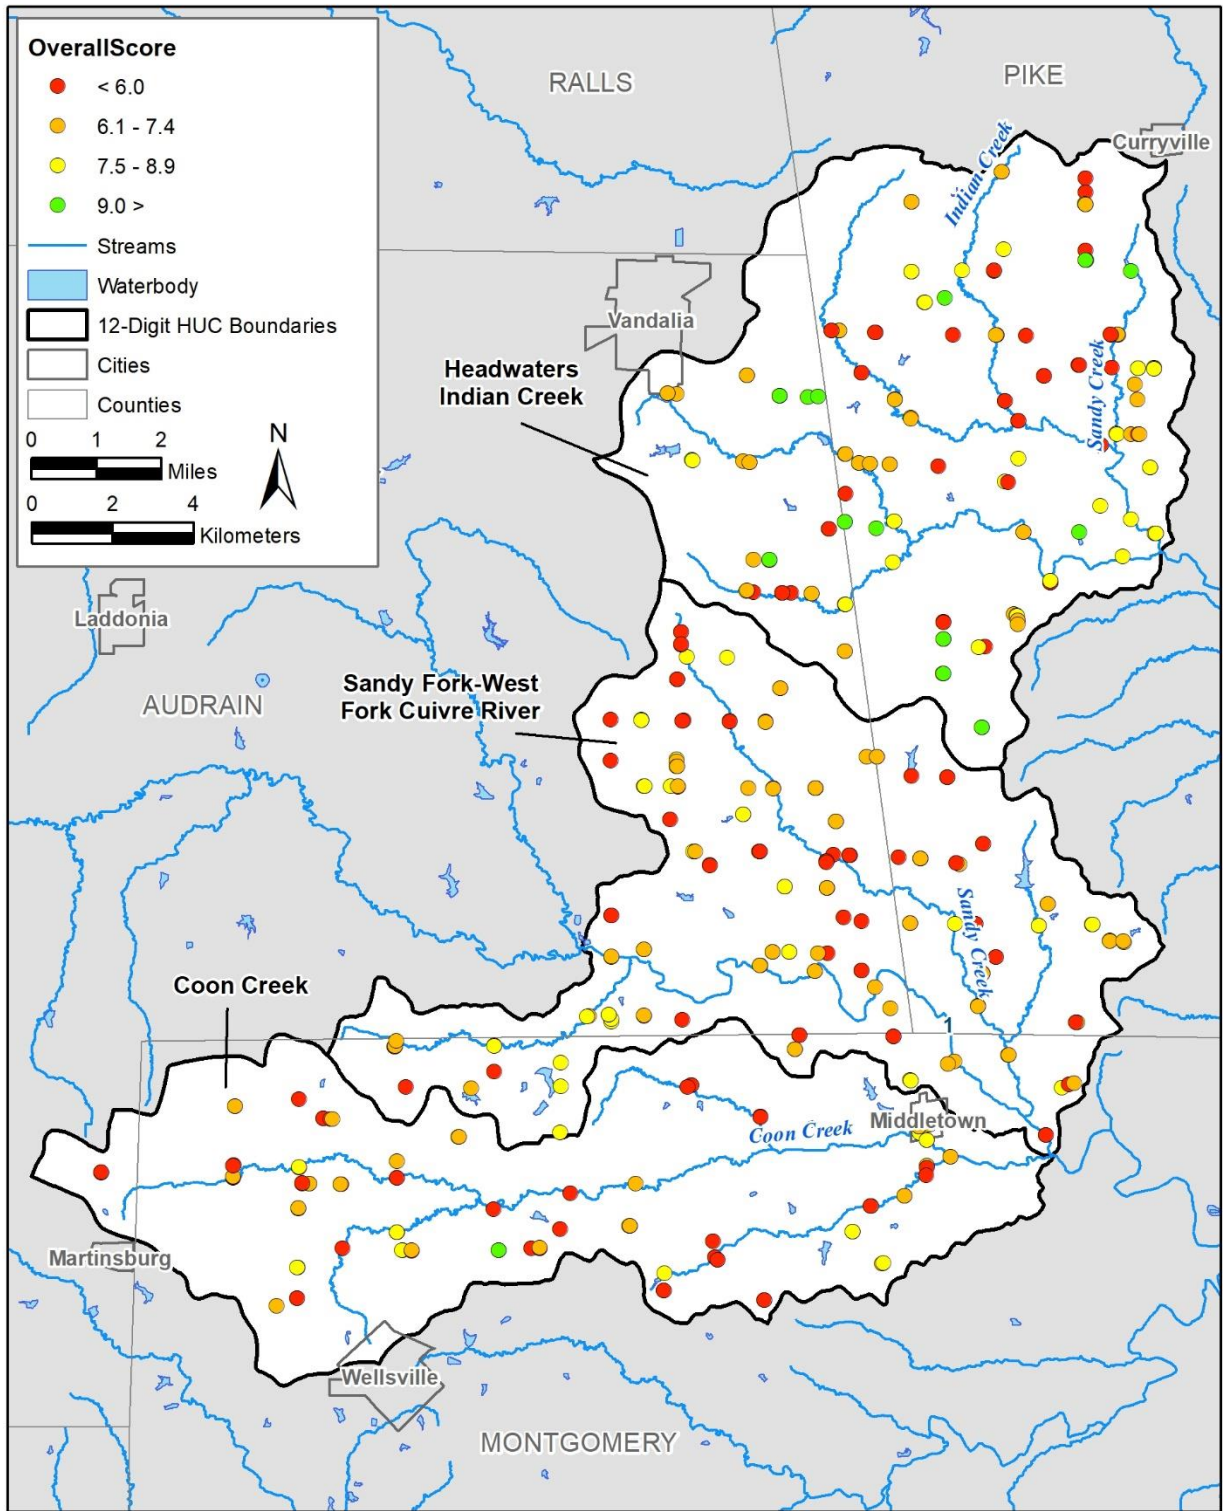 OverallScore
< 6.0
6.1 - 7.4
7.5 - 8.9
9.0 >
Streams
Waterbody
12-Digit HUC Boundaries
Cities
Counties
0 1 2
Miles
0 2 4
Kilometers
N
RALLS
PIKE
Curryville
Indian Creek
Vandalia
Headwaters
Indian Creek
Sandy Creek
Laddonia
AUDRAIN
Sandy Fork-West
Fork Cuivre River
Sandy Creek
Coon Creek
1
Middletown
Coon Creek
Martinsburg
Wellsville
MONTGOMERY